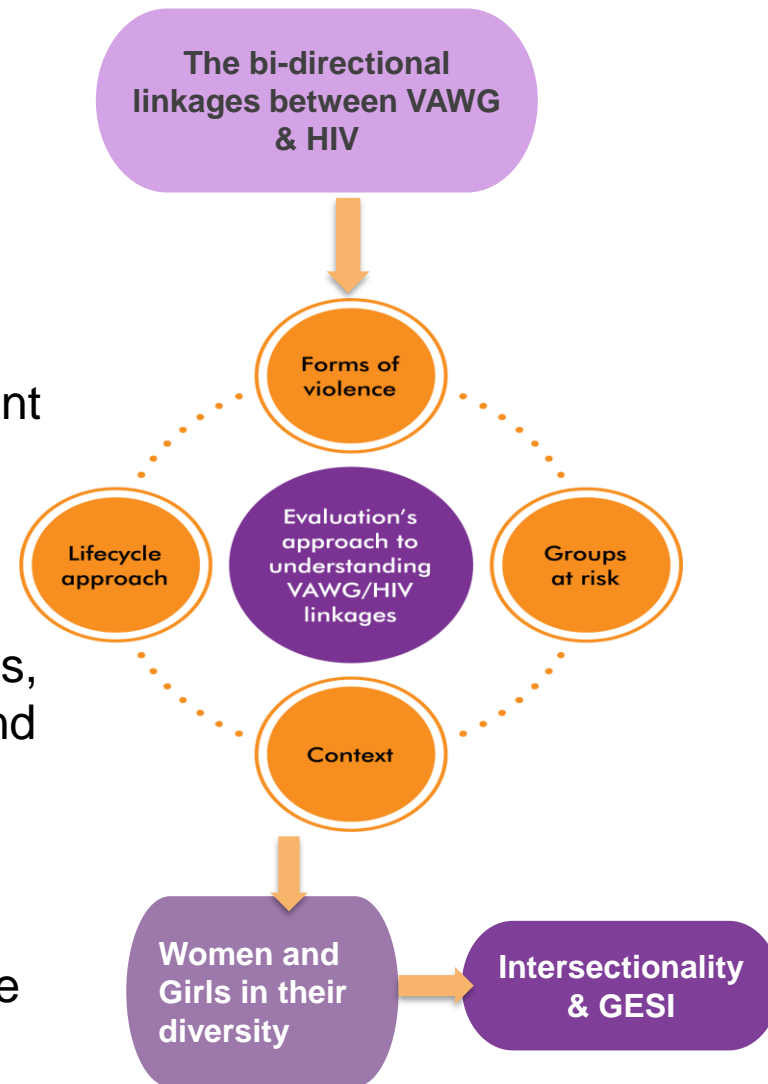 The bi-directional
linkages between VAWG
& HIV
Forms of
violence
nt
Lifecycle
approach
Evaluation's
approach to
understanding
VAWG/HIV
linkages
Groups
at risk
s,
nd
Context
Women and
Girls in their
diversity
Intersectionality
& GESI
e